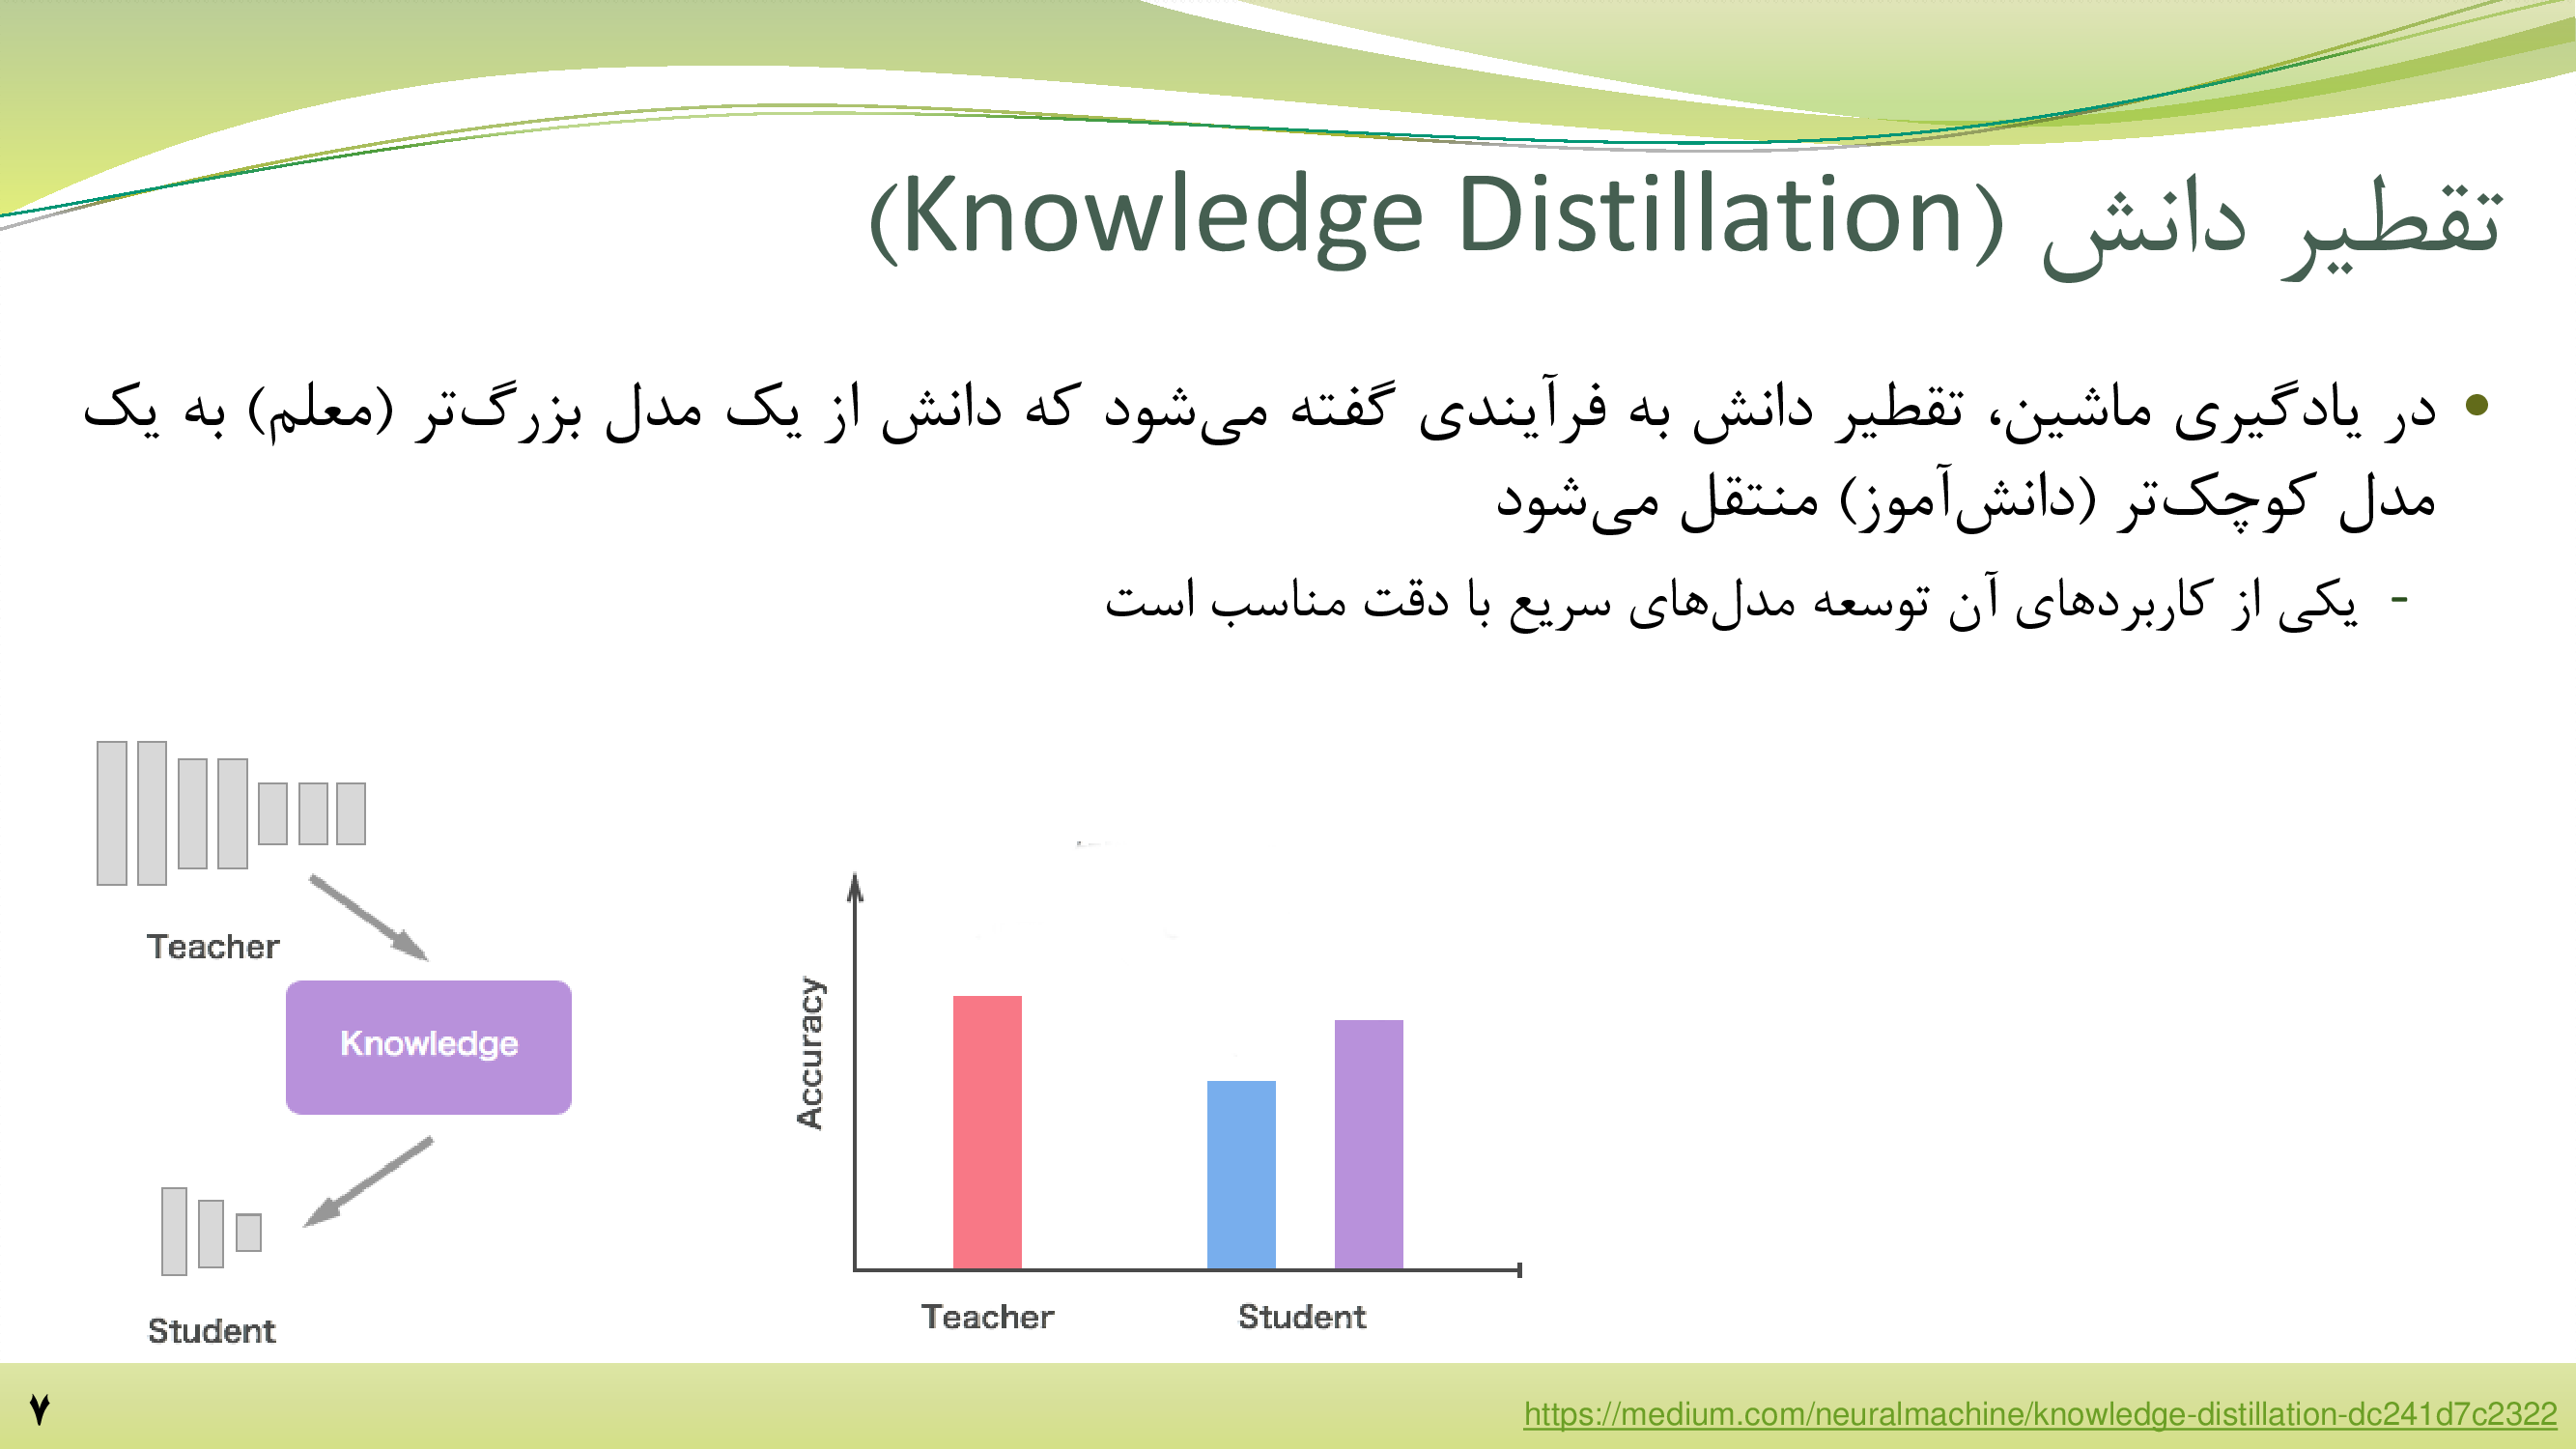 تقطیر دانش (Knowledge Distillation)
• در یادگیری ماشین، تقطیر دانش به فرآیندی گفته می‌شود که دانش از یک مدل بزرگ‌تر (معلم) به یک
مدل کوچک‌تر (دانش‌آموز) منتقل می‌شود
- یکی از کاربردهای آن توسعه مدل‌های سریع با دقت مناسب است
Teacher
Knowledge
Student
Accuracy
Teacher
Student
۷
https://medium.com/neuralmachine/knowledge-distillation-dc241d7c2322